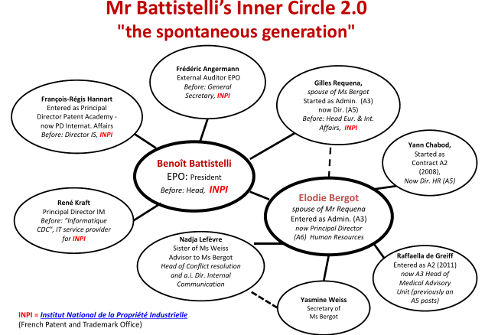 Mr Battistelli's Inner Circle 2.0
"the spontaneous generation"
Frédéric Angermann
External Auditor EPO
Before: General
Secretary, INPI
Gilles Requena,
spouse of Ms Bergot
Started as Admin. (A3)
now Dir. (A5)
Before: Head Eur. & Int.
Affairs, INPI
François-Régis Hannart
Entered as Principal
Director Patent Academy -
now PD Internat. Affairs
Before: Director IS, INPI
Yann Chabod,
Started as
Contract A2
(2008),
Now Dir. HR (A5)
Benoît Battistelli
EPO: President
Before: Head, INPI
Elodie Bergot
spouse of Mr Requena
Entered as Admin. (A3)
now Principal Director
(A6) Human Resources
René Kraft
Principal Director IM
Before: "Informatique
CDC", IT service provider
for INPI
Nadja Lefèvre
Sister of Ms Weiss
Advisor to Ms Bergot
Head of Conflict resolution
and a.i. Dir. Internal
Communication
Raffaella de Greiff
Entered as A2 (2011)
now A3 Head of
Medical Advisory
Unit (previously an
A5 posts)
Yasmine Weiss
Secretary of
Ms Bergot
INPI = Institut National de la Propriété industrielle
(French Patent and Trademark Office)